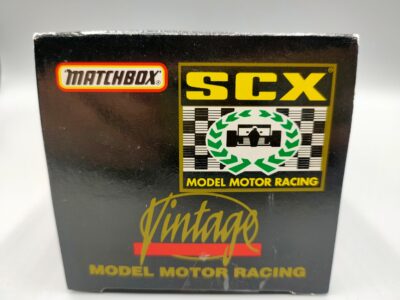 MATCHBOX
SCX®
MODEL MOTOR RACING
Vintage
MODEL MOTOR RACING